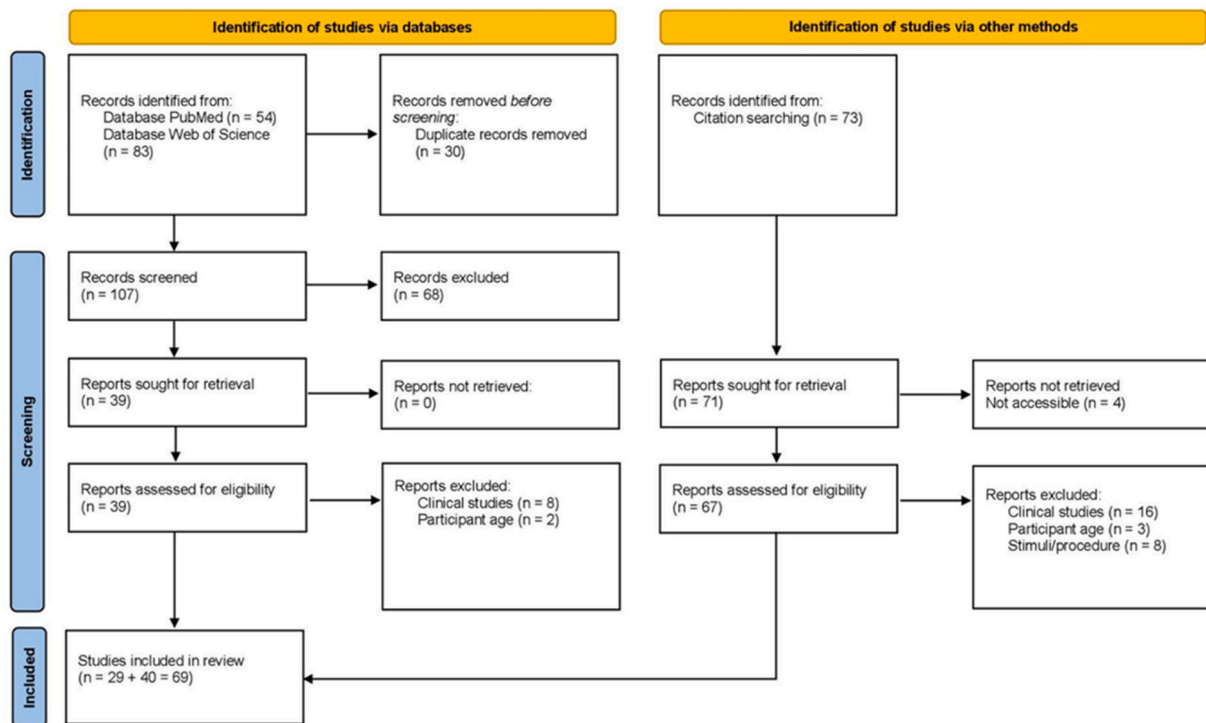 Identification of studies via databases
Identification of studies via other methods
Identification
Records identified from:
Database PubMed (n = 54)
Database Web of Science
(n = 83)
Records removed before
screening:
Duplicate records removed
(n = 30)
Records identified from:
Citation searching (n = 73)
Screening
Records screened
(n = 107)
Records excluded
(n = 68)
Reports sought for retrieval
(n = 39)
Reports not retrieved:
(n = 0)
Reports sought for retrieval
(n = 71)
Reports not retrieved
Not accessible (n = 4)
Reports assessed for eligibility
(n = 39)
Reports excluded:
Clinical studies (n = 8)
Participant age (n = 2)
Reports assessed for eligibility
(n = 67)
Reports excluded:
Clinical studies (n = 16)
Participant age (n = 3)
Stimuli/procedure (n = 8)
Included
Studies included in review
(n = 29 + 40 = 69)